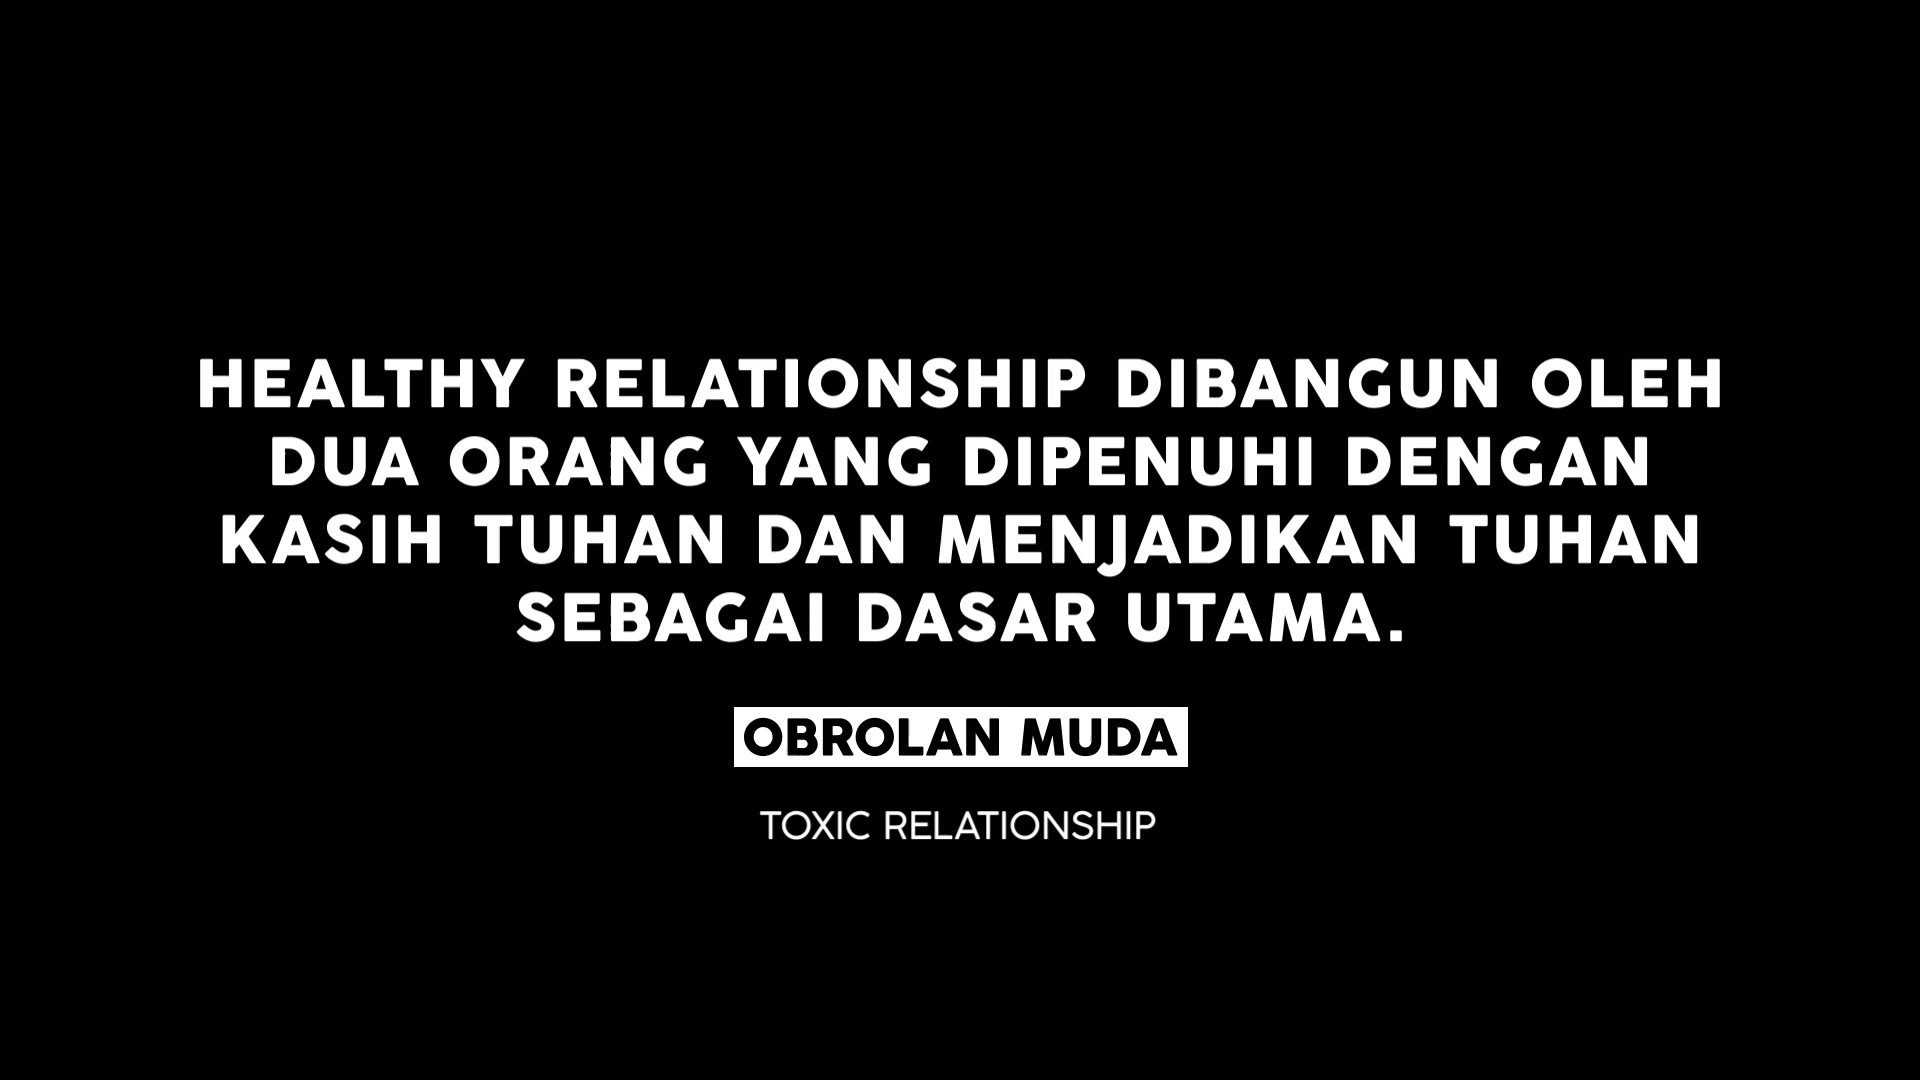 HEALTHY RELATIONSHIP DIBANGUN OLEH
DUA ORANG YANG DIPENUHI DENGAN
KASIH TUHAN DAN MENJADIKAN TUHAN
SEBAGAI DASAR UTAMA.
OBROLAN MUDA
TOXIC RELATIONSHIP